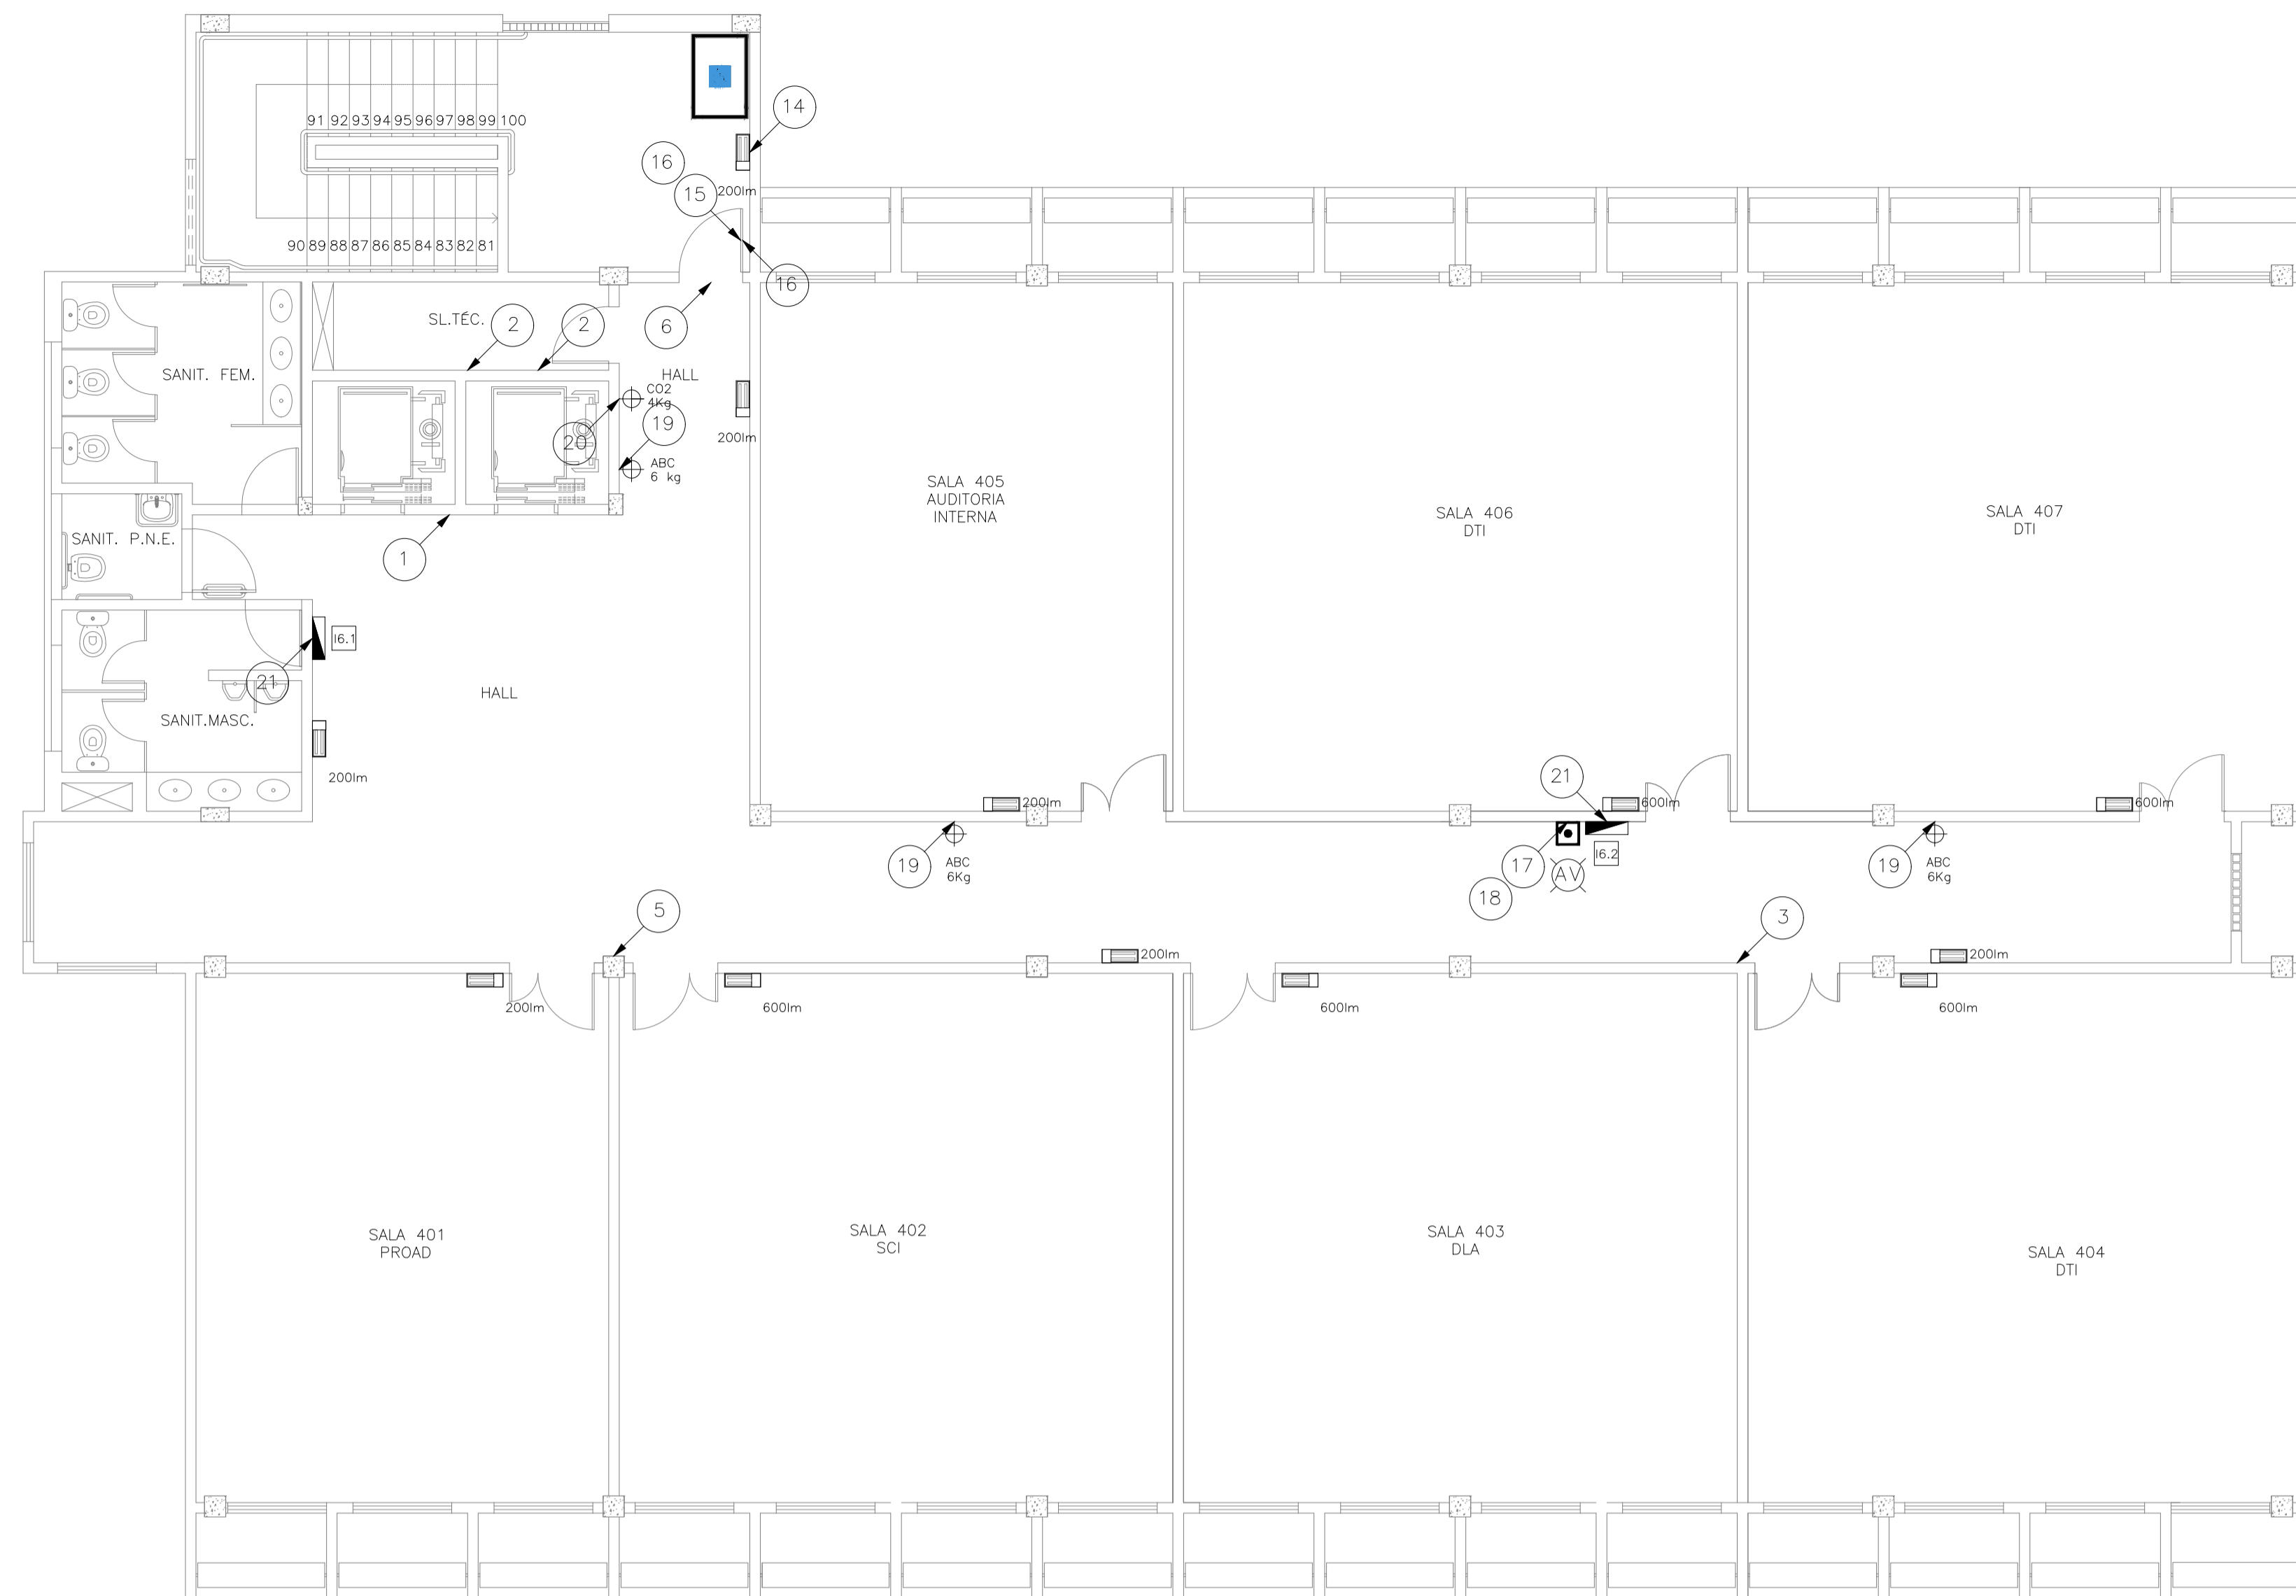 14
91 92 93 94 95 96 97 98 99 100
16
15 200lm
90 89 88 87 86 85 84 83 82 81
16
6
SL.TÉC.
2
2
SANIT. FEM.
HALL
CO2
4Kg
19
20
200lm
ABC
6 kg
SALA 405
AUDITORIA
INTERNA
SALA 406
DTI
SALA 407
DTI
SANIT. P.N.E.
1
I6.1
21
HALL
SANIT.MASC.
200lm
21
200lm
600lm
600lm
19
ABC
6Kg
17
I6.2
AV
18
19
ABC
6Kg
5
3
200lm
200lm
200lm
600lm
600lm
600lm
SALA 401
PROAD
SALA 402
SCI
SALA 403
DLA
SALA 404
DTI